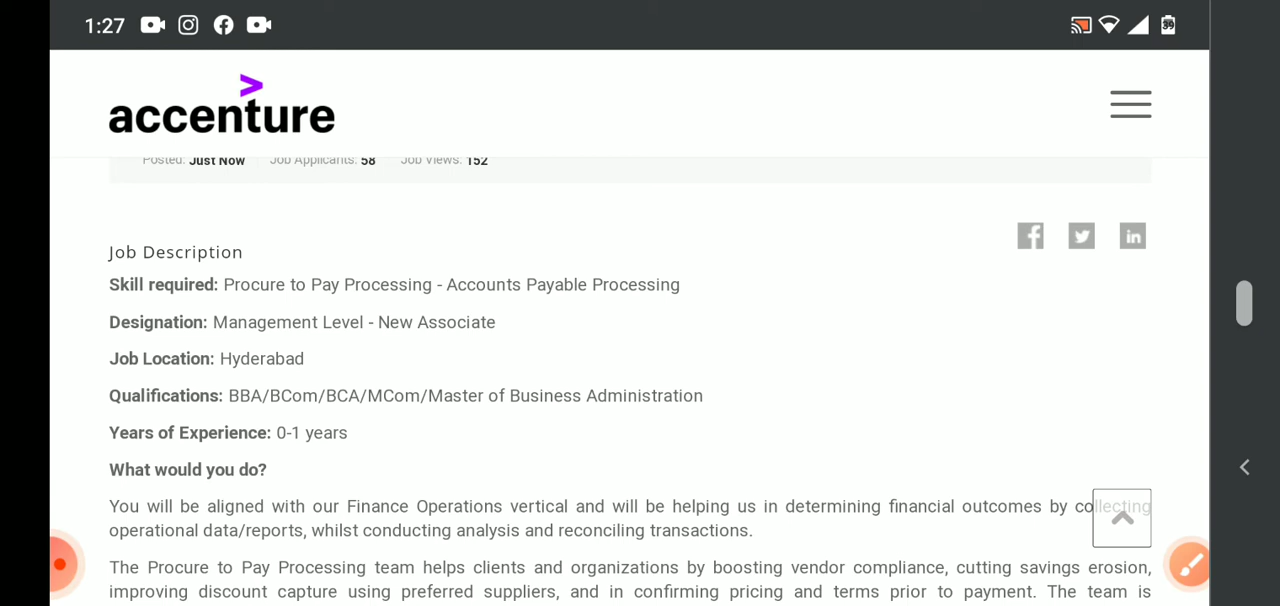 1:27
39
accenture
Posted: Just Now Job Applicants: 58 Job Views: 152
Job Description
Skill required: Procure to Pay Processing - Accounts Payable Processing
Designation: Management Level - New Associate
Job Location: Hyderabad
Qualifications: BBA/BCom/BCA/MCom/Master of Business Administration
Years of Experience: 0-1 years
What would you do?
You will be aligned with our Finance Operations vertical and will be helping us in determining financial outcomes by collecting
operational data/reports, whilst conducting analysis and reconciling transactions.
The Procure to Pay Processing team helps clients and organizations by boosting vendor compliance, cutting savings erosion,
improving discount capture using preferred suppliers, and in confirming pricing and terms prior to payment. The team is